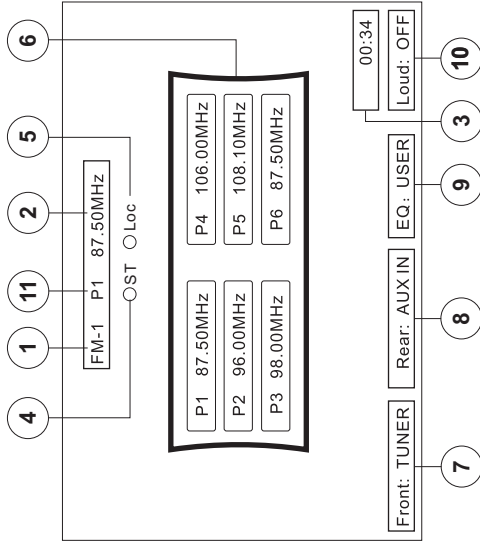 4 1 11 2 5 6
FM-1 P1 87.50MHz
ST Loc
P1 87.50MHz P4 106.00MHz
P2 96.00MHz P5 108.10MHz
P3 98.00MHz P6 87.50MHz
00:34
Front: TUNER Rear: AUX IN EQ: USER Loud: OFF
7 8 9 3 10